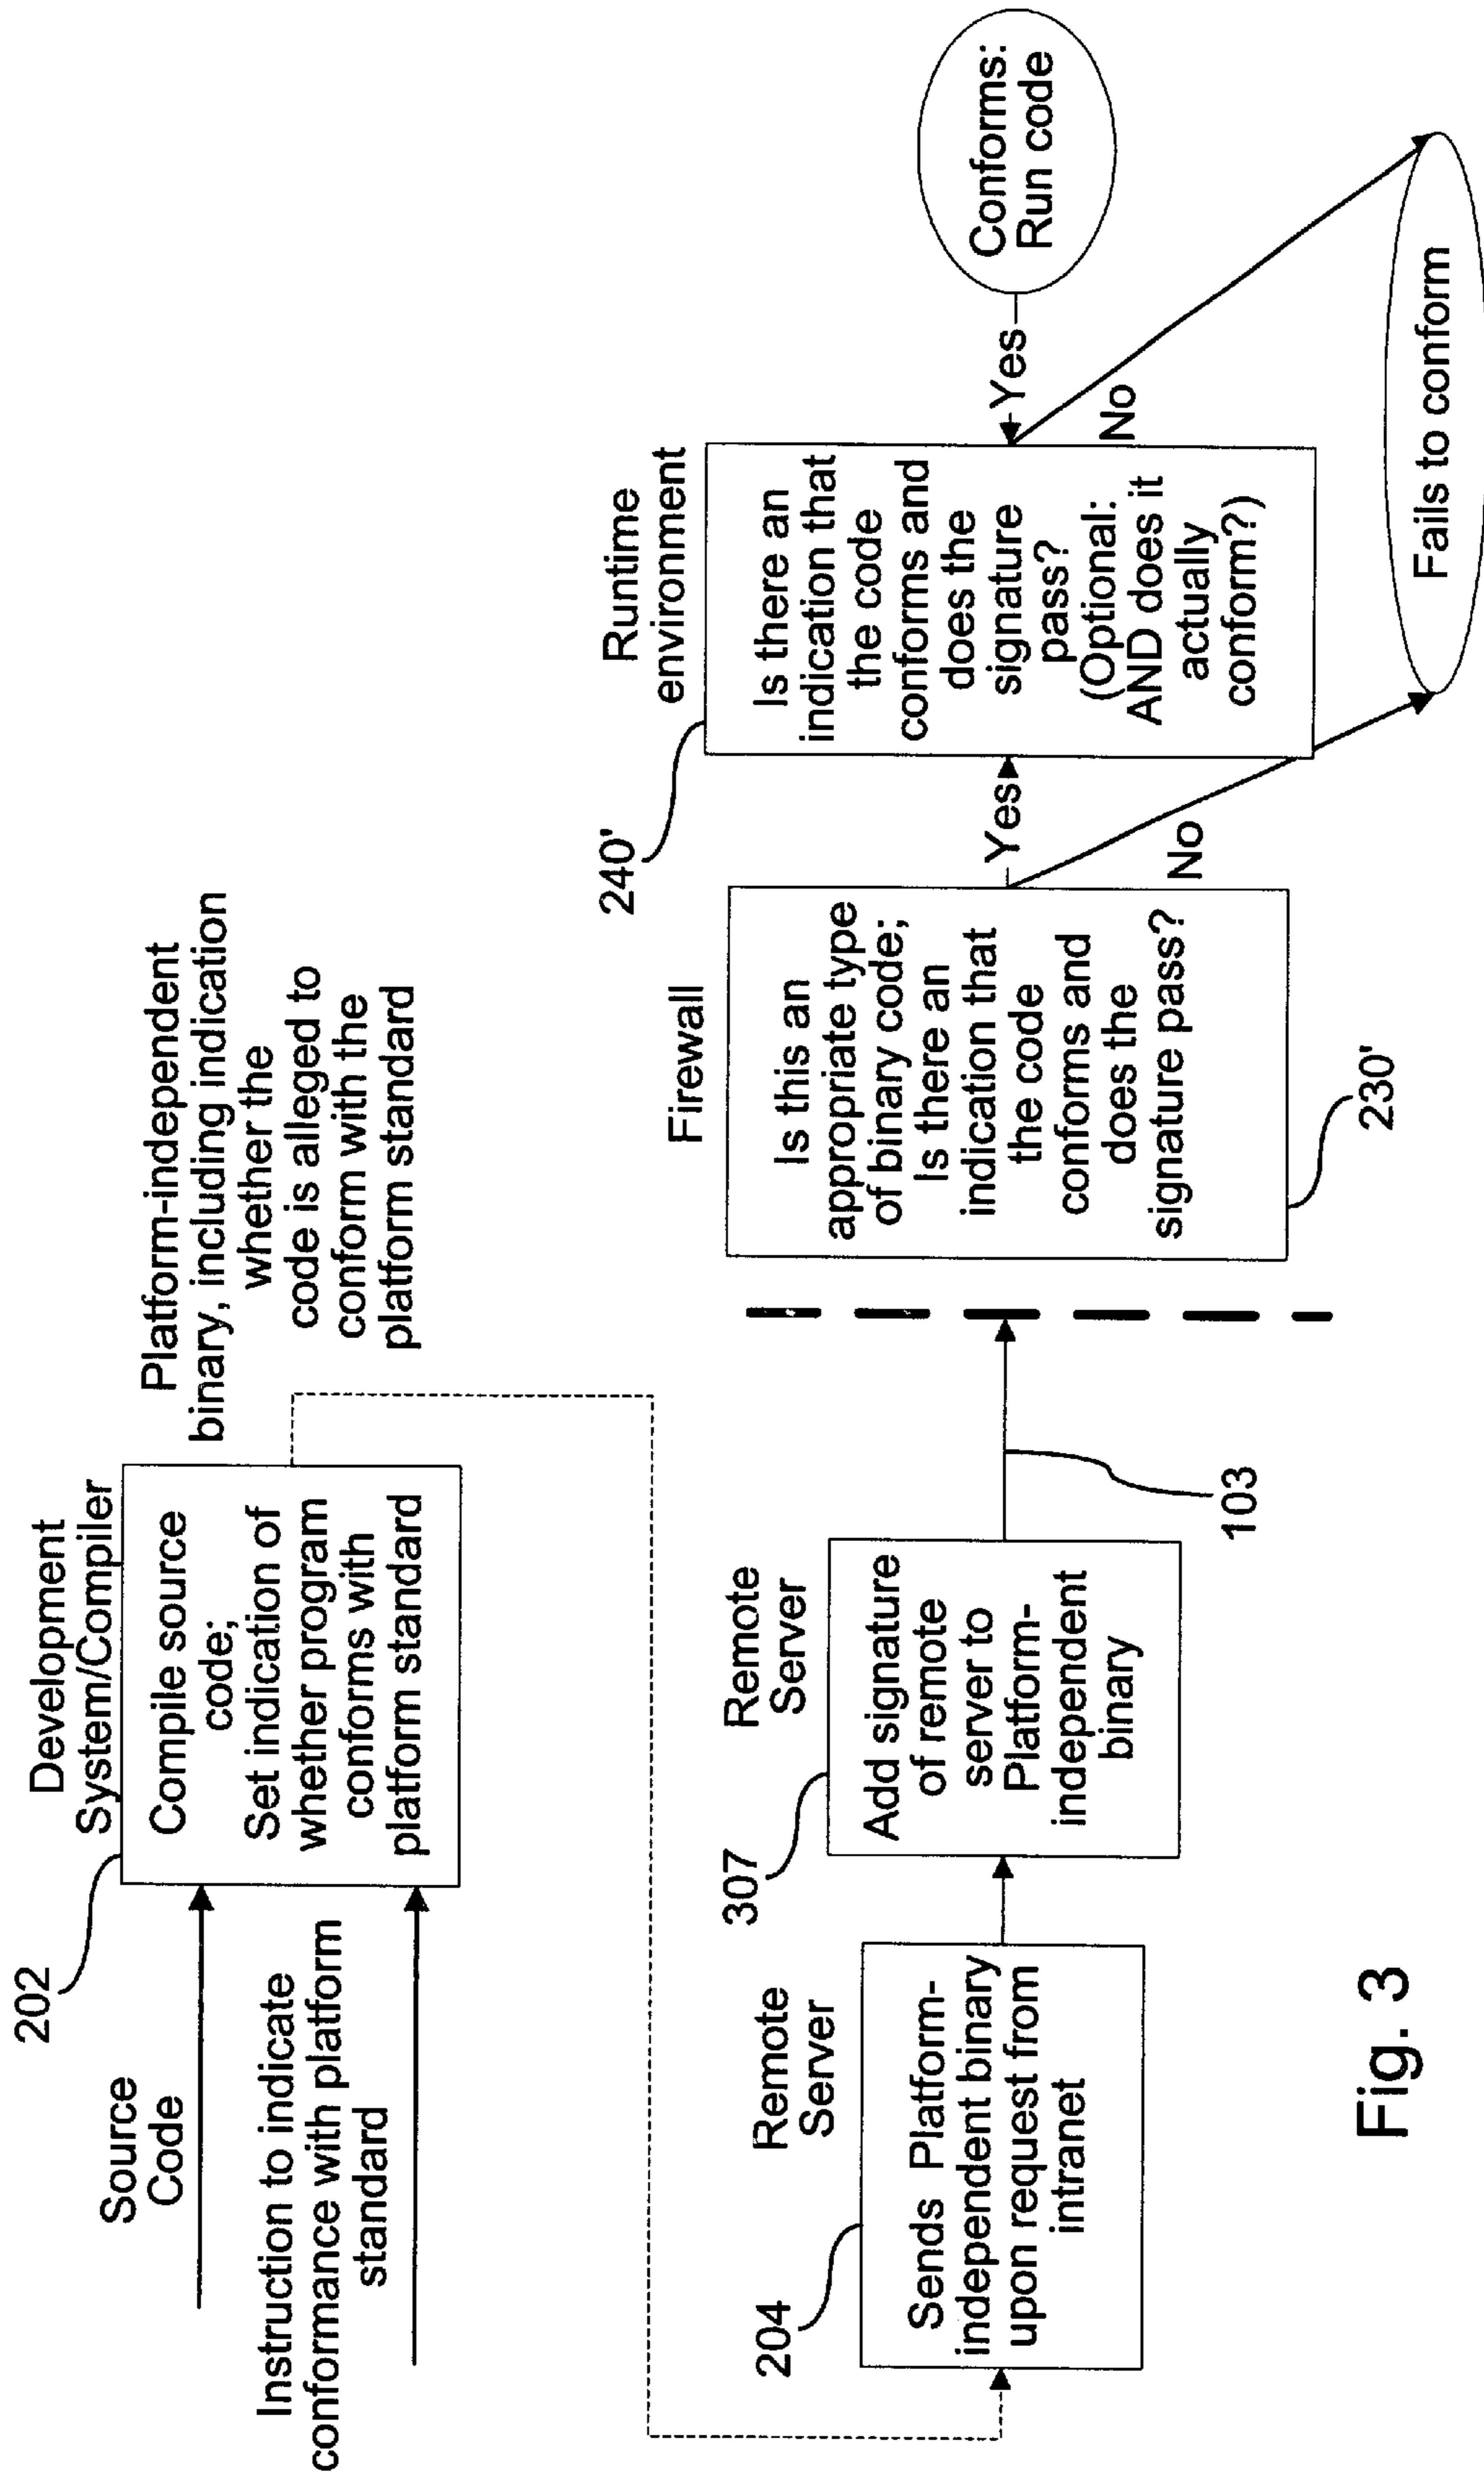 202
Development
System/Compiler
Source
Code
Instruction to indicate
conformance with platform
standard
Compile source
code;
Set indication of
whether program
conforms with
platform standard
Platform-independent
binary, including indication
whether the
code is alleged to
conform with the
platform standard
204
Remote
Server
Sends Platform-
independent binary
upon request from
intranet
307
Remote
Server
Add signature
of remote
server to
Platform-
independent
binary
103
Firewall
Is this an
appropriate type
of binary code;
Is there an
indication that
the code
conforms and
does the
signature pass?
230'
Yes
No
240'
Runtime
environment
Is there an
indication that
the code
conforms and
does the
signature
pass?
(Optional:
AND does it
actually
conform?)
Yes
No
Conforms:
Run code
Fails to conform
Fig. 3